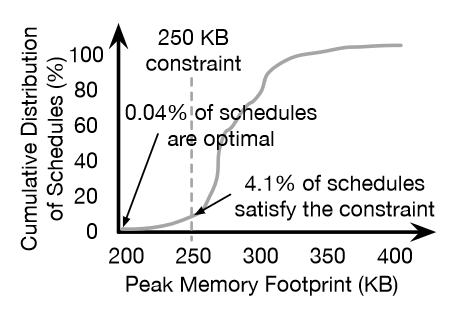 250 KB
constraint
0.04% of schedules
are optimal
4.1% of schedules
satisfy the constraint
Cumulative Distribution
of Schedules (%)
100
80
60
40
20
0
200 250 300 350 400
Peak Memory Footprint (KB)